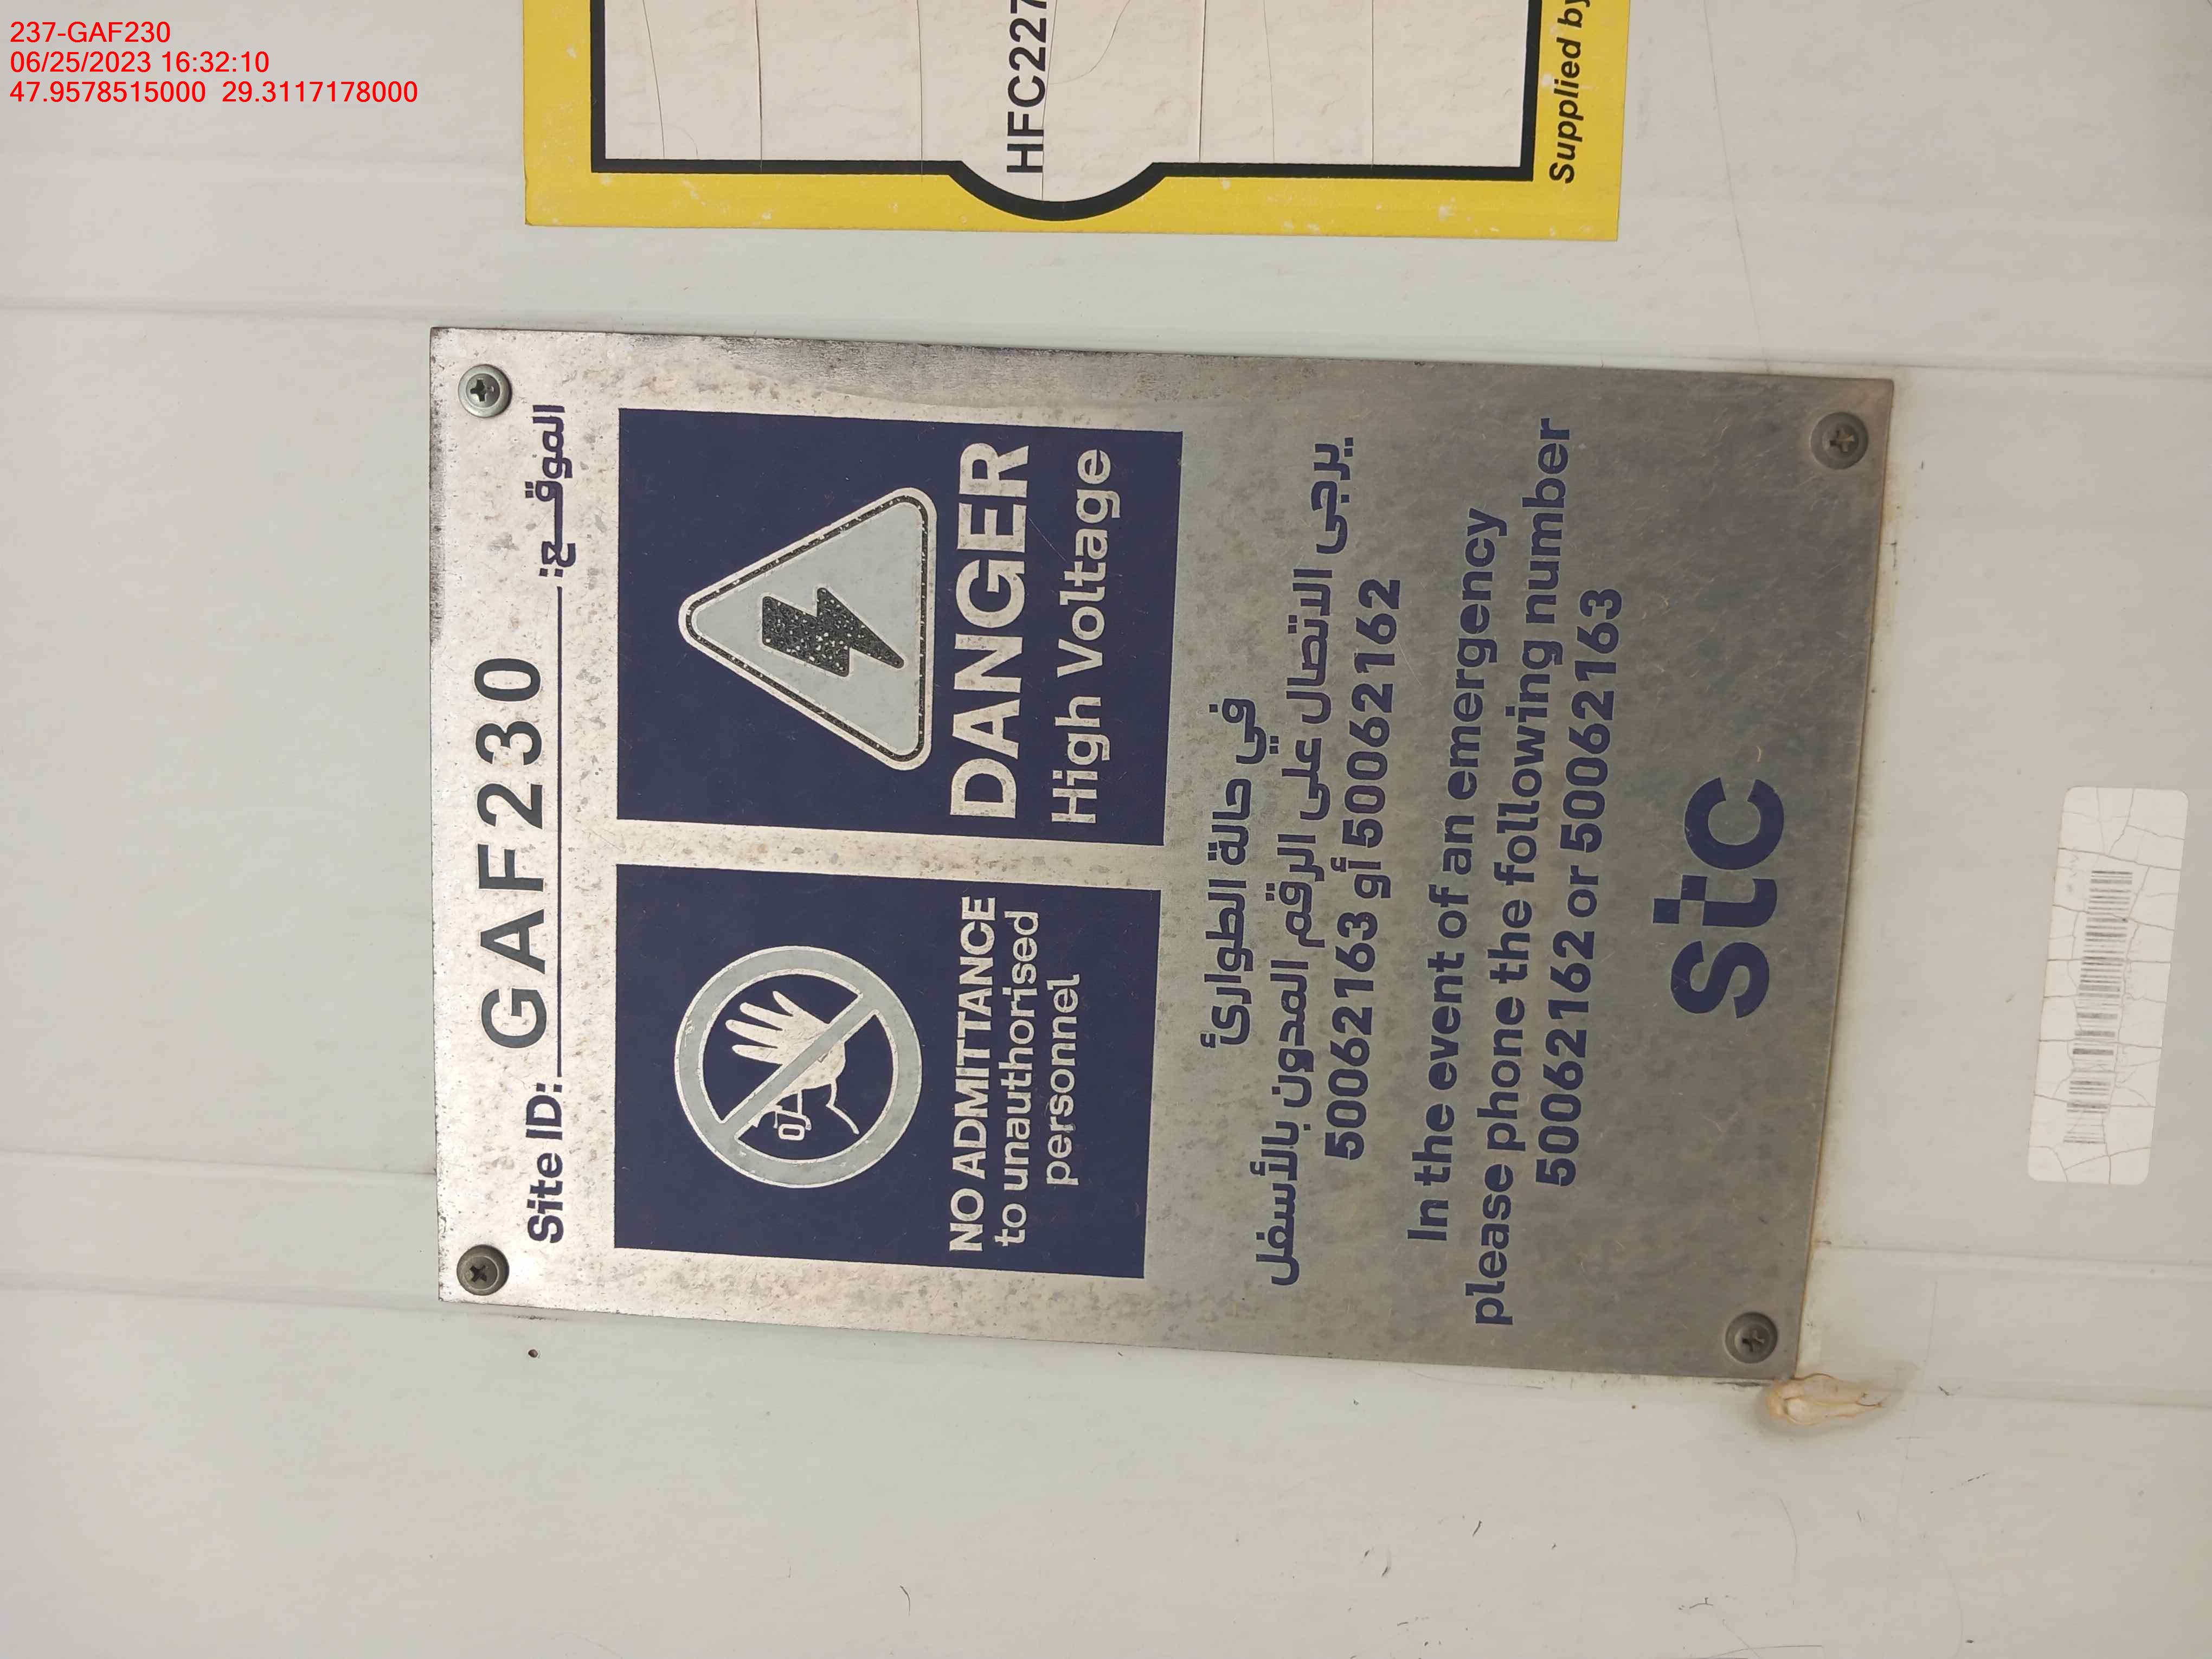 237-GAF230
06/25/2023 16:32:10
47.9578515000 29.3117178000
HFC227
Supplied by
Site ID: GAF230 الموقع:
NO ADMITTANCE
to unauthorised
personnel
DANGER
High Voltage
في حالة الطوارئ
يرجى الاتصال على الرقم المدون بالأسفل
50062163 أو 50062162
In the event of an emergency
please phone the following number
50062162 or 50062163
stc